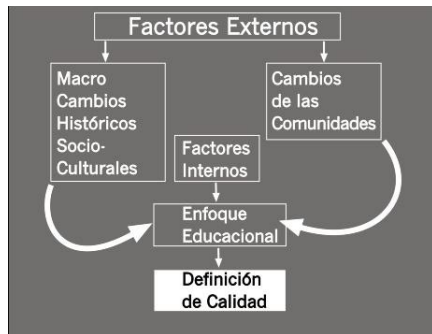 Factores Externos
Macro
Cambios
Históricos
Socio-
Culturales
Cambios
de las
Comunidades
Factores
Internos
Enfoque
Educacional
Definición
de Calidad